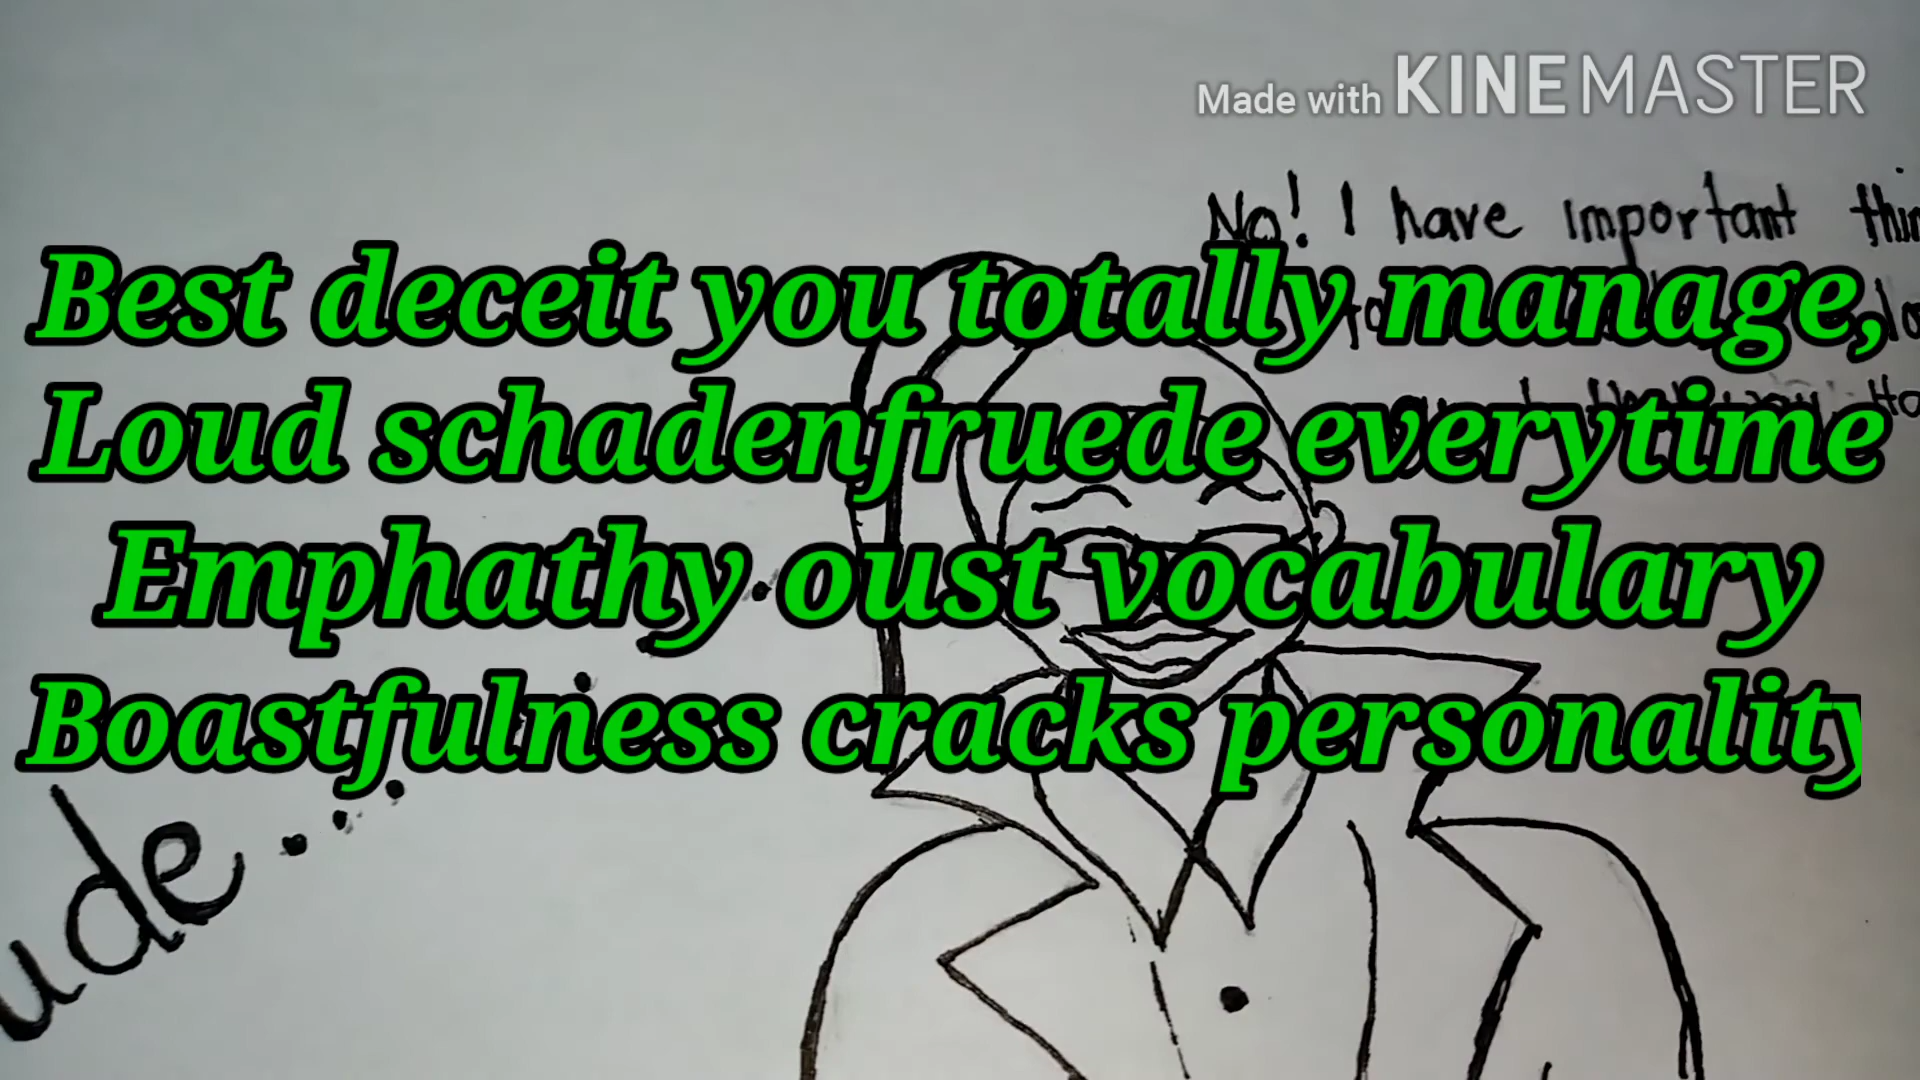 Made with KINEMASTER
No! I have important
Best deceit you totally manage,
Loud schadenfruede everytime
Emphathy oust vocabulary
Boastfulness cracks personality
ude...